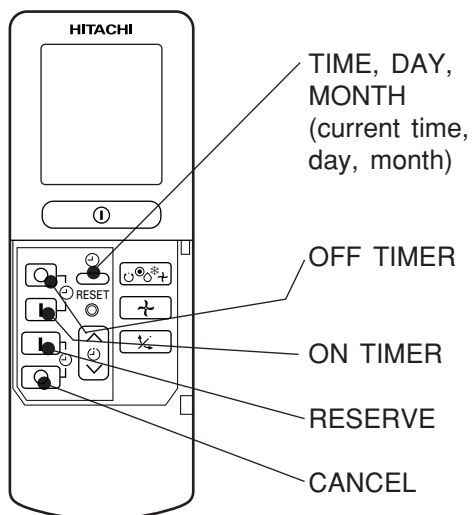 HITACHI
TIME, DAY,
MONTH
(current time,
day, month)
RESET
OFF TIMER
ON TIMER
RESERVE
CANCEL